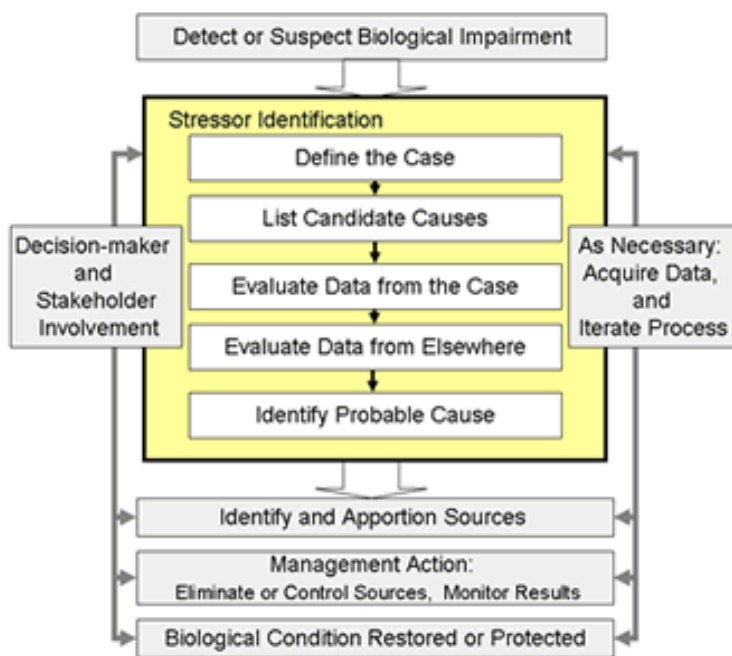 Detect or Suspect Biological Impairment
Stressor Identification
Define the Case
List Candidate Causes
Evaluate Data from the Case
Evaluate Data from Elsewhere
Identify Probable Cause
Decision-maker
and
Stakeholder
Involvement
As Necessary:
Acquire Data,
and
Iterate Process
Identify and Apportion Sources
Management Action:
Eliminate or Control Sources, Monitor Results
Biological Condition Restored or Protected